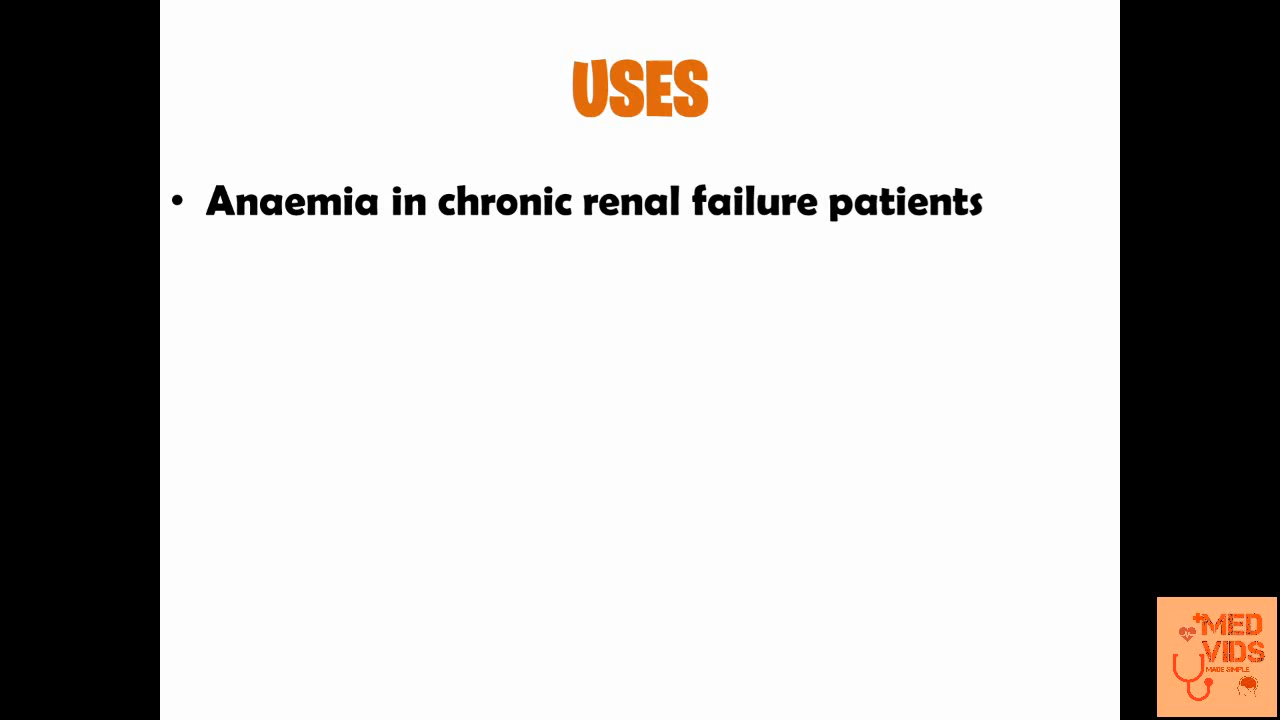 USES
• Anaemia in chronic renal failure patients
MED
VIDS
MADE SIMPLE